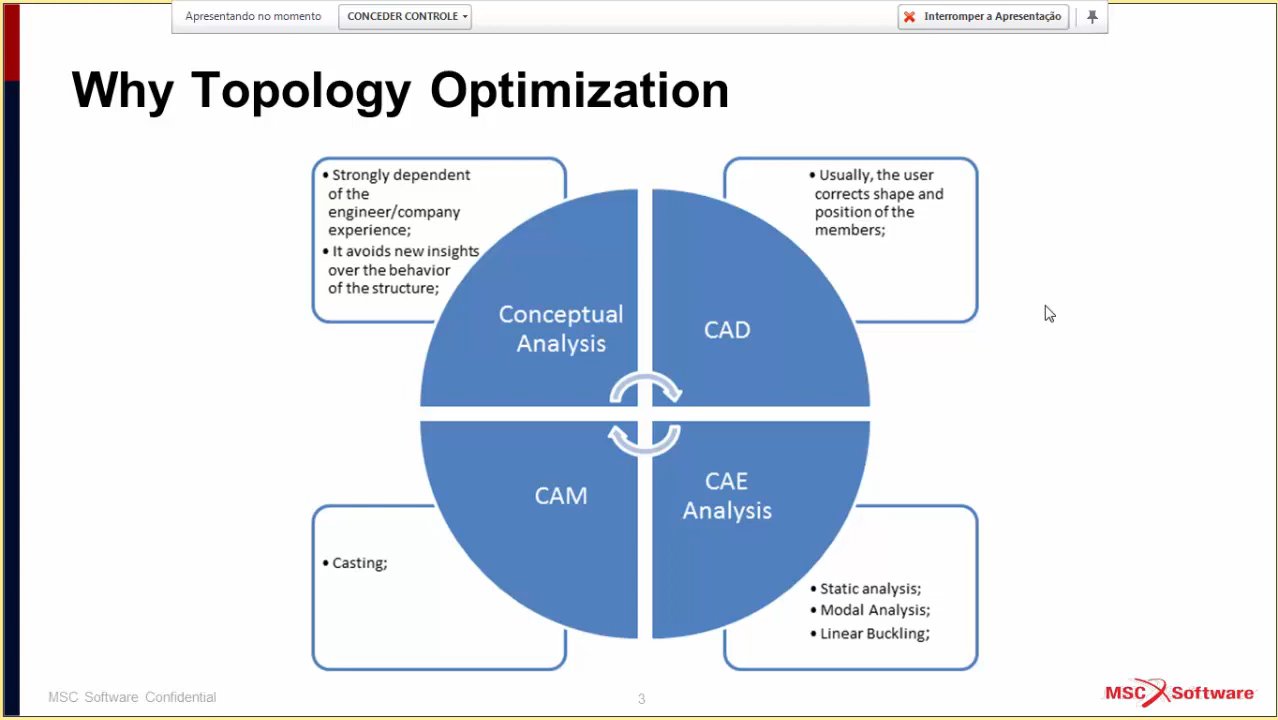 Apresentando no momento
CONCEDER CONTROLE
Interromper a Apresentação
Why Topology Optimization
• Strongly dependent
of the
engineer/company
experience;
• It avoids new insights
over the behavior
of the structure;
• Usually, the user
corrects shape and
position of the
members;
Conceptual
Analysis
CAD
CAM
CAE
Analysis
• Casting;
• Static analysis;
• Modal Analysis;
• Linear Buckling;
MSC Software Confidential
3
MSC Software